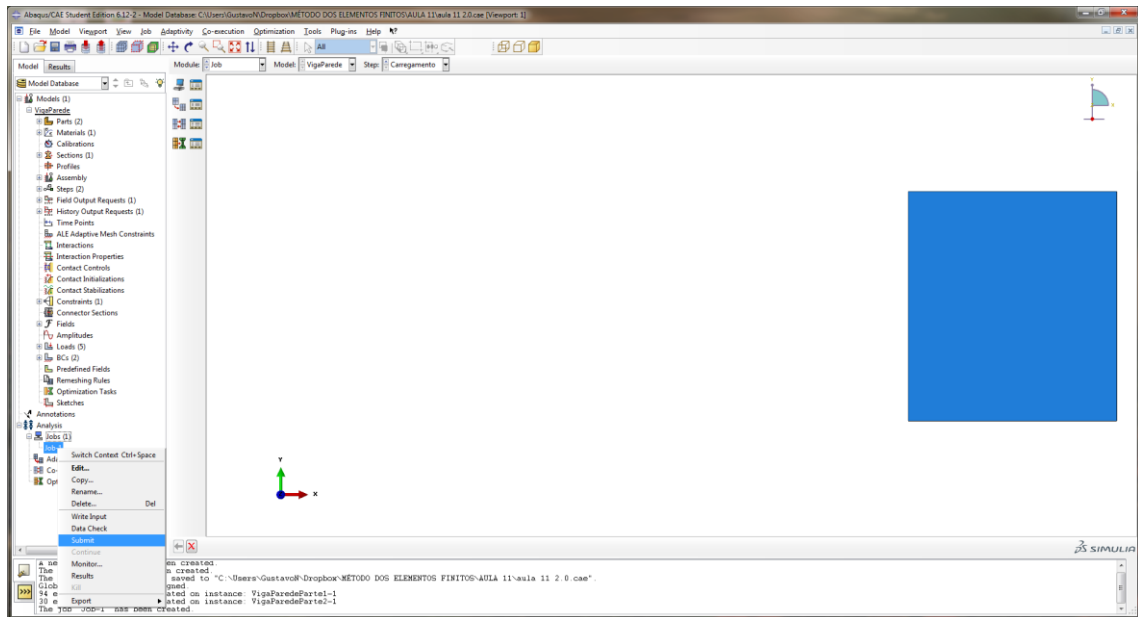 Abaqus/CAE Student Edition 6.12-2 - Model Database: C:\Users\GustavoN\Dropbox\MÉTODO DOS ELEMENTOS FINITOS\AULA 11\aula 11 2.0.cae [Viewport: 1]
File Model Viewport View Job Adaptivity Co-execution Optimization Tools Plug-ins Help
All
Model Results
Module: Job Model: VigaParede Step: Carregamento
Model Database
Models (1)
VigaParede
Parts (2)
Materials (1)
Calibrations
Sections (1)
Profiles
Assembly
Steps (2)
Field Output Requests (1)
History Output Requests (1)
Time Points
ALE Adaptive Mesh Constraints
Interactions
Interaction Properties
Contact Controls
Contact Initializations
Contact Stabilizations
Constraints (1)
Connector Sections
Fields
Amplitudes
Loads (5)
BCs (2)
Predefined Fields
Remeshing Rules
Optimization Tasks
Sketches
Annotations
Analysis
Jobs (1)
Switch Context Ctrl+Space
Edit...
Copy...
Rename...
Delete... Del
Write Input
Data Check
Submit
Continue
Monitor...
Results
Kill
Export
Y
X
Y
X
SIMULIA
A ne en created.
The n created.
The saved to "C:\Users\GustavoN\Dropbox\MÉTODO DOS ELEMENTOS FINITOS\AULA 11\aula 11 2.0.cae".
Glob gned.
94 e ated on instance: VigaParedeParte1-1
30 e ated on instance: VigaParedeParte2-1
The job "Job-1" has been created.